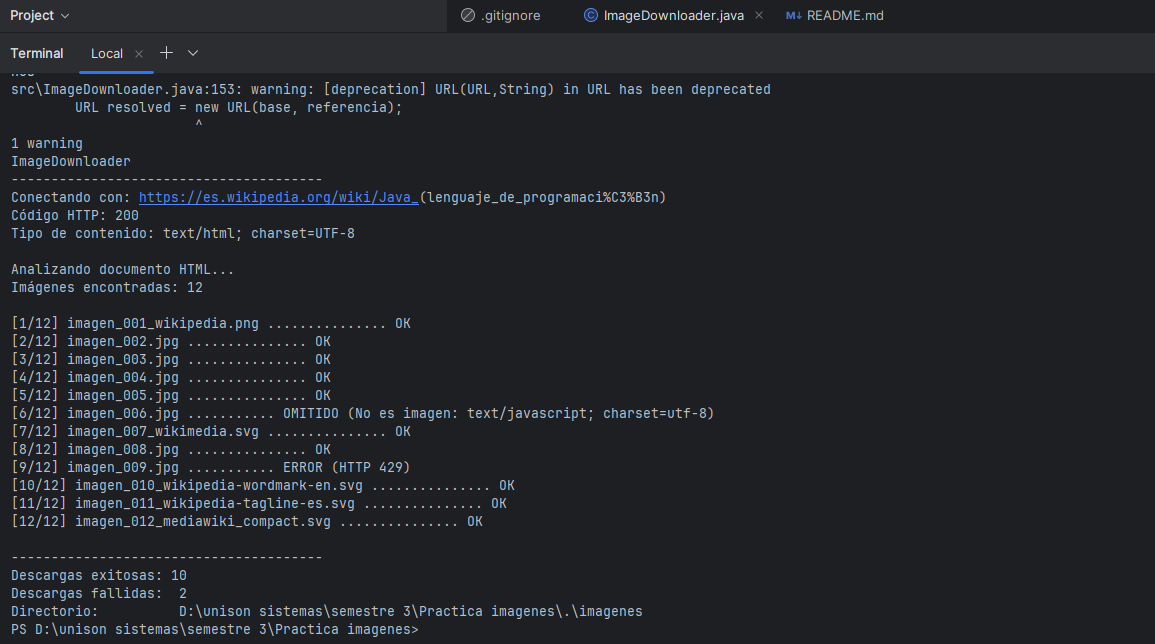 Project
.gitignore
ImageDownloader.java
README.md
Terminal
Local
src\ImageDownloader.java:153: warning: [deprecation] URL(URL,String) in URL has been deprecated
        URL resolved = new URL(base, referencia);
                       ^
1 warning
ImageDownloader
---------------------------------------
Conectando con: https://es.wikipedia.org/wiki/Java_(lenguaje_de_programaci%C3%B3n)
Código HTTP: 200
Tipo de contenido: text/html; charset=UTF-8
Analizando documento HTML...
Imágenes encontradas: 12
[1/12] imagen_001_wikipedia.png ............... OK
[2/12] imagen_002.jpg ............... OK
[3/12] imagen_003.jpg ............... OK
[4/12] imagen_004.jpg ............... OK
[5/12] imagen_005.jpg ............... OK
[6/12] imagen_006.jpg ........... OMITIDO (No es imagen: text/javascript; charset=utf-8)
[7/12] imagen_007_wikimedia.svg ............... OK
[8/12] imagen_008.jpg ............... OK
[9/12] imagen_009.jpg ........... ERROR (HTTP 429)
[10/12] imagen_010_wikipedia-wordmark-en.svg ............... OK
[11/12] imagen_011_wikipedia-tagline-es.svg ............... OK
[12/12] imagen_012_mediawiki_compact.svg ............... OK
---------------------------------------
Descargas exitosas: 10
Descargas fallidas:  2
Directorio:          D:\unison sistemas\semestre 3\Practica imagenes\.\imagenes
PS D:\unison sistemas\semestre 3\Practica imagenes>